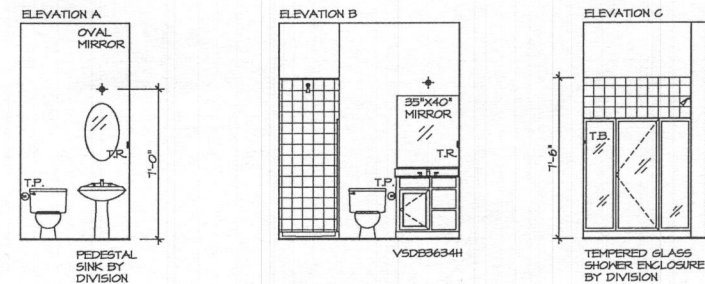 ELEVATION A
OVAL
MIRROR
T.R.
T.P.
7'-0"
PEDESTAL
SINK BY
DIVISION
ELEVATION B
35"X40"
MIRROR
T.R.
T.P.
VSDB3634H
ELEVATION C
T.B.
7'-6"
TEMPERED GLASS
SHOWER ENCLOSURE
BY DIVISION